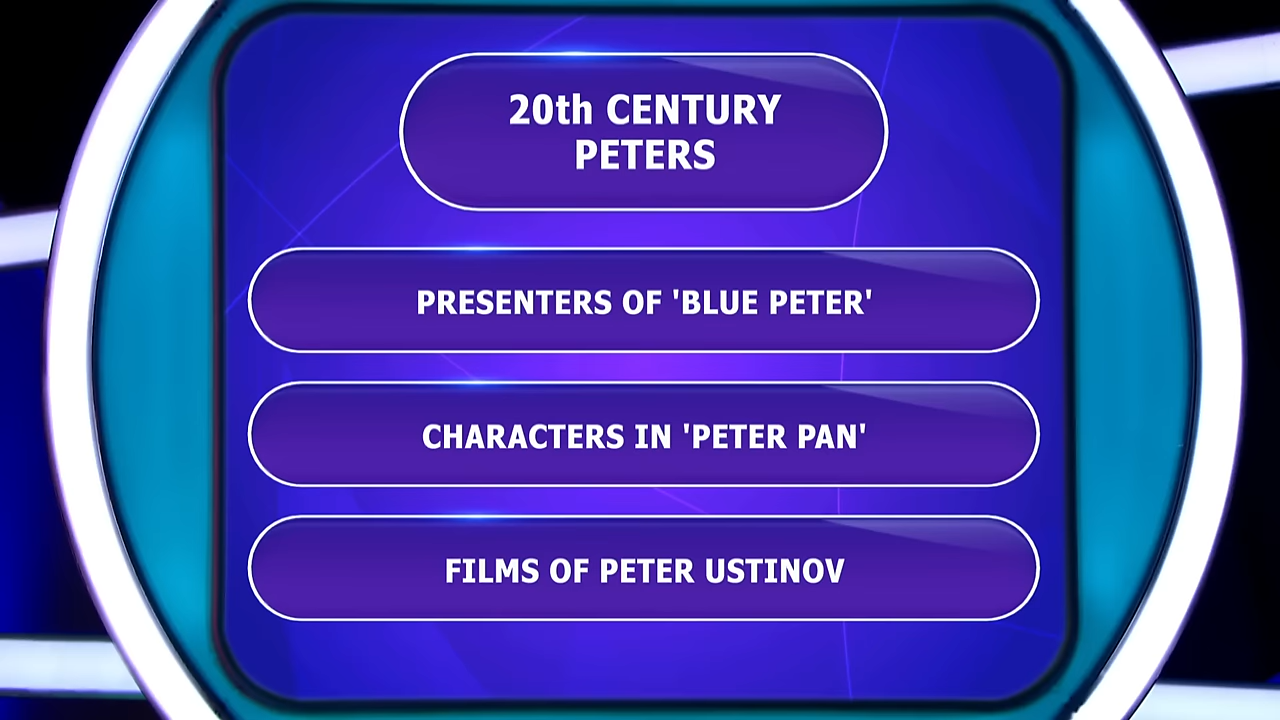 20th CENTURY
PETERS
PRESENTERS OF 'BLUE PETER'
CHARACTERS IN 'PETER PAN'
FILMS OF PETER USTINOV